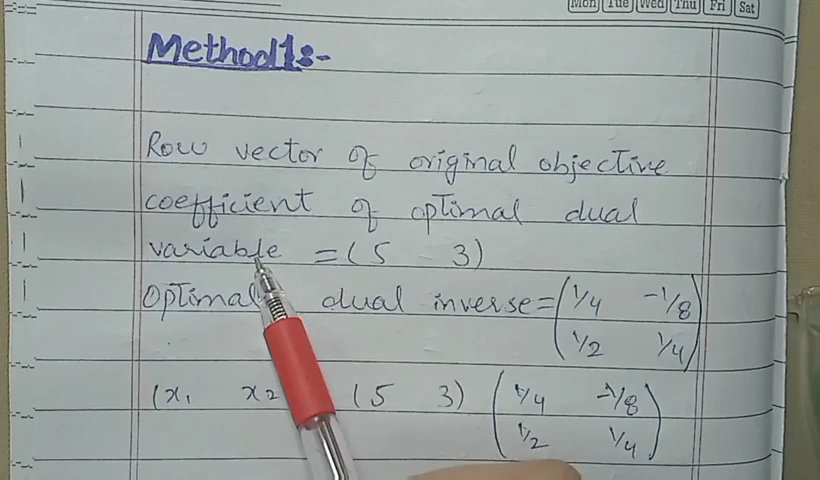 Mon Tue Wed Thu Fri Sat
Method1:-
Row vector of original objective
coefficient of optimal dual
variable = (5 3)
Optimal dual inverse = (1/4 -1/8
1/2 1/4)
(x₁ x₂ (5 3) (1/4 -1/8
1/2 1/4)